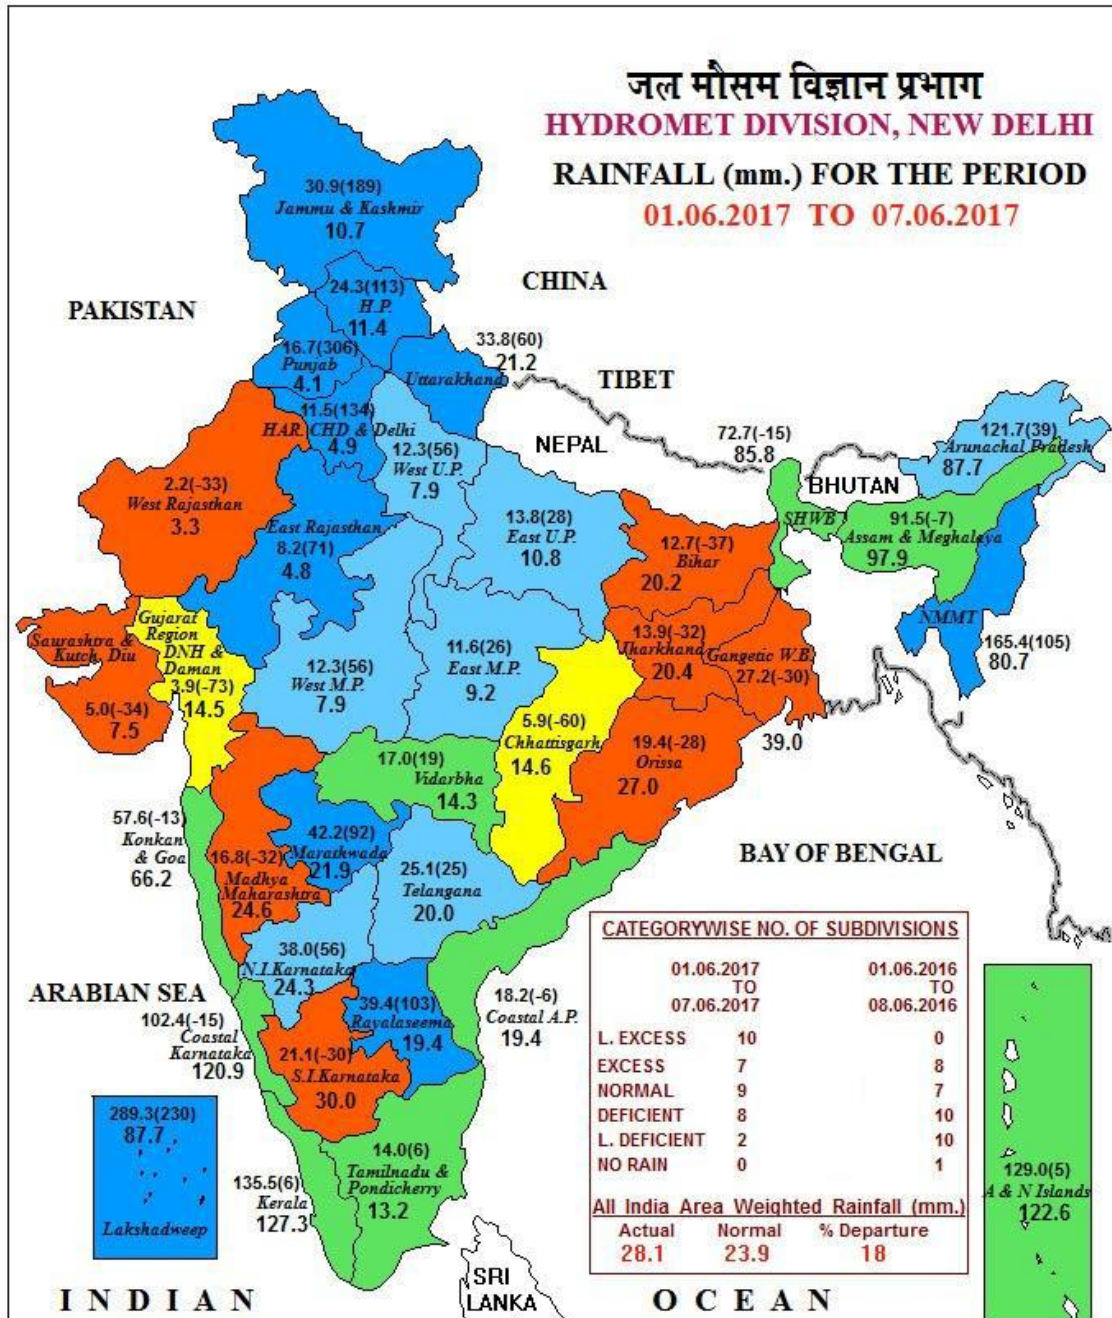 जल मौसम विज्ञान प्रभाग
HYDROMET DIVISION, NEW DELHI
RAINFALL (mm.) FOR THE PERIOD
01.06.2017 TO 07.06.2017
30.9(189)
Jammu & Kashmir
10.7
CHINA
24.3(113)
H.P.
11.4
PAKISTAN
33.8(60)
21.2
16.7(306)
Punjab
4.1
Uttarakhand
TIBET
11.5(134)
HAR. CHD & Delhi
4.9
12.3(56)
West U.P.
7.9
NEPAL
72.7(-15)
85.8
121.7(39)
Arunachal Pradesh
87.7
BHUTAN
2.2(-33)
West Rajasthan
3.3
East Rajasthan
8.2(71)
4.8
13.8(28)
East U.P.
10.8
SHWB
91.5(-7)
Assam & Meghalaya
97.9
12.7(-37)
Bihar
20.2
NMMT
165.4(105)
80.7
Gujarat
Region
DNH &
Daman
3.9(-73)
14.5
Saurashtra &
Kutch, Diu
5.0(-34)
7.5
12.3(56)
West M.P.
7.9
11.6(26)
East M.P.
9.2
13.9(-32)
Jharkhand
20.4
Gangetic W.B.
27.2(-30)
39.0
5.9(-60)
Chhattisgarh
14.6
19.4(-28)
Orissa
27.0
17.0(19)
Vidarbha
14.3
57.6(-13)
Konkan
& Goa
66.2
42.2(92)
Marathwada
21.9
16.8(-32)
Madhya
Maharashtra
24.6
25.1(25)
Telangana
20.0
BAY OF BENGAL
38.0(56)
N.I.Karnataka
24.3
ARABIAN SEA
102.4(-15)
Coastal
Karnataka
120.9
39.4(103)
Rayalaseema
19.4
18.2(-6)
Coastal A.P.
19.4
21.1(-30)
S.I.Karnataka
30.0
289.3(230)
87.7
Lakshadweep
14.0(6)
Tamilnadu &
Pondicherry
13.2
135.5(6)
Kerala
127.3
129.0(5)
A & N Islands
122.6
CATEGORYWISE NO. OF SUBDIVISIONS
01.06.2017 01.06.2016
TO TO
07.06.2017 08.06.2016
L. EXCESS 10 0
EXCESS 7 8
NORMAL 9 7
DEFICIENT 8 10
L. DEFICIENT 2 10
NO RAIN 0 1
All India Area Weighted Rainfall (mm.)
Actual Normal % Departure
28.1 23.9 18
SRI
LANKA
INDIAN OCEAN